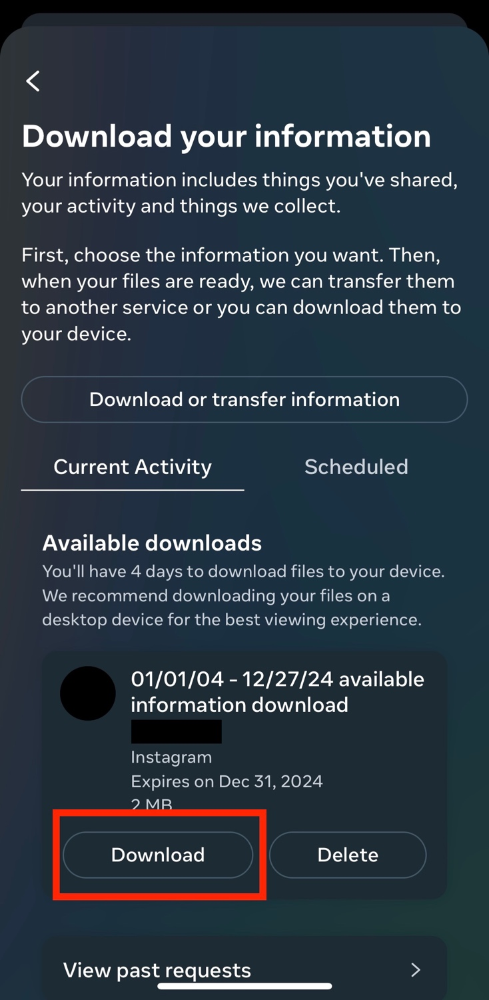 Download your information
Your information includes things you've shared,
your activity and things we collect.
First, choose the information you want. Then,
when your files are ready, we can transfer them
to another service or you can download them to
your device.
Download or transfer information
Current Activity
Scheduled
Available downloads
You'll have 4 days to download files to your device.
We recommend downloading your files on a
desktop device for the best viewing experience.
01/01/04 – 12/27/24 available
information download
Instagram
Expires on Dec 31, 2024
2 MB
Download
Delete
View past requests